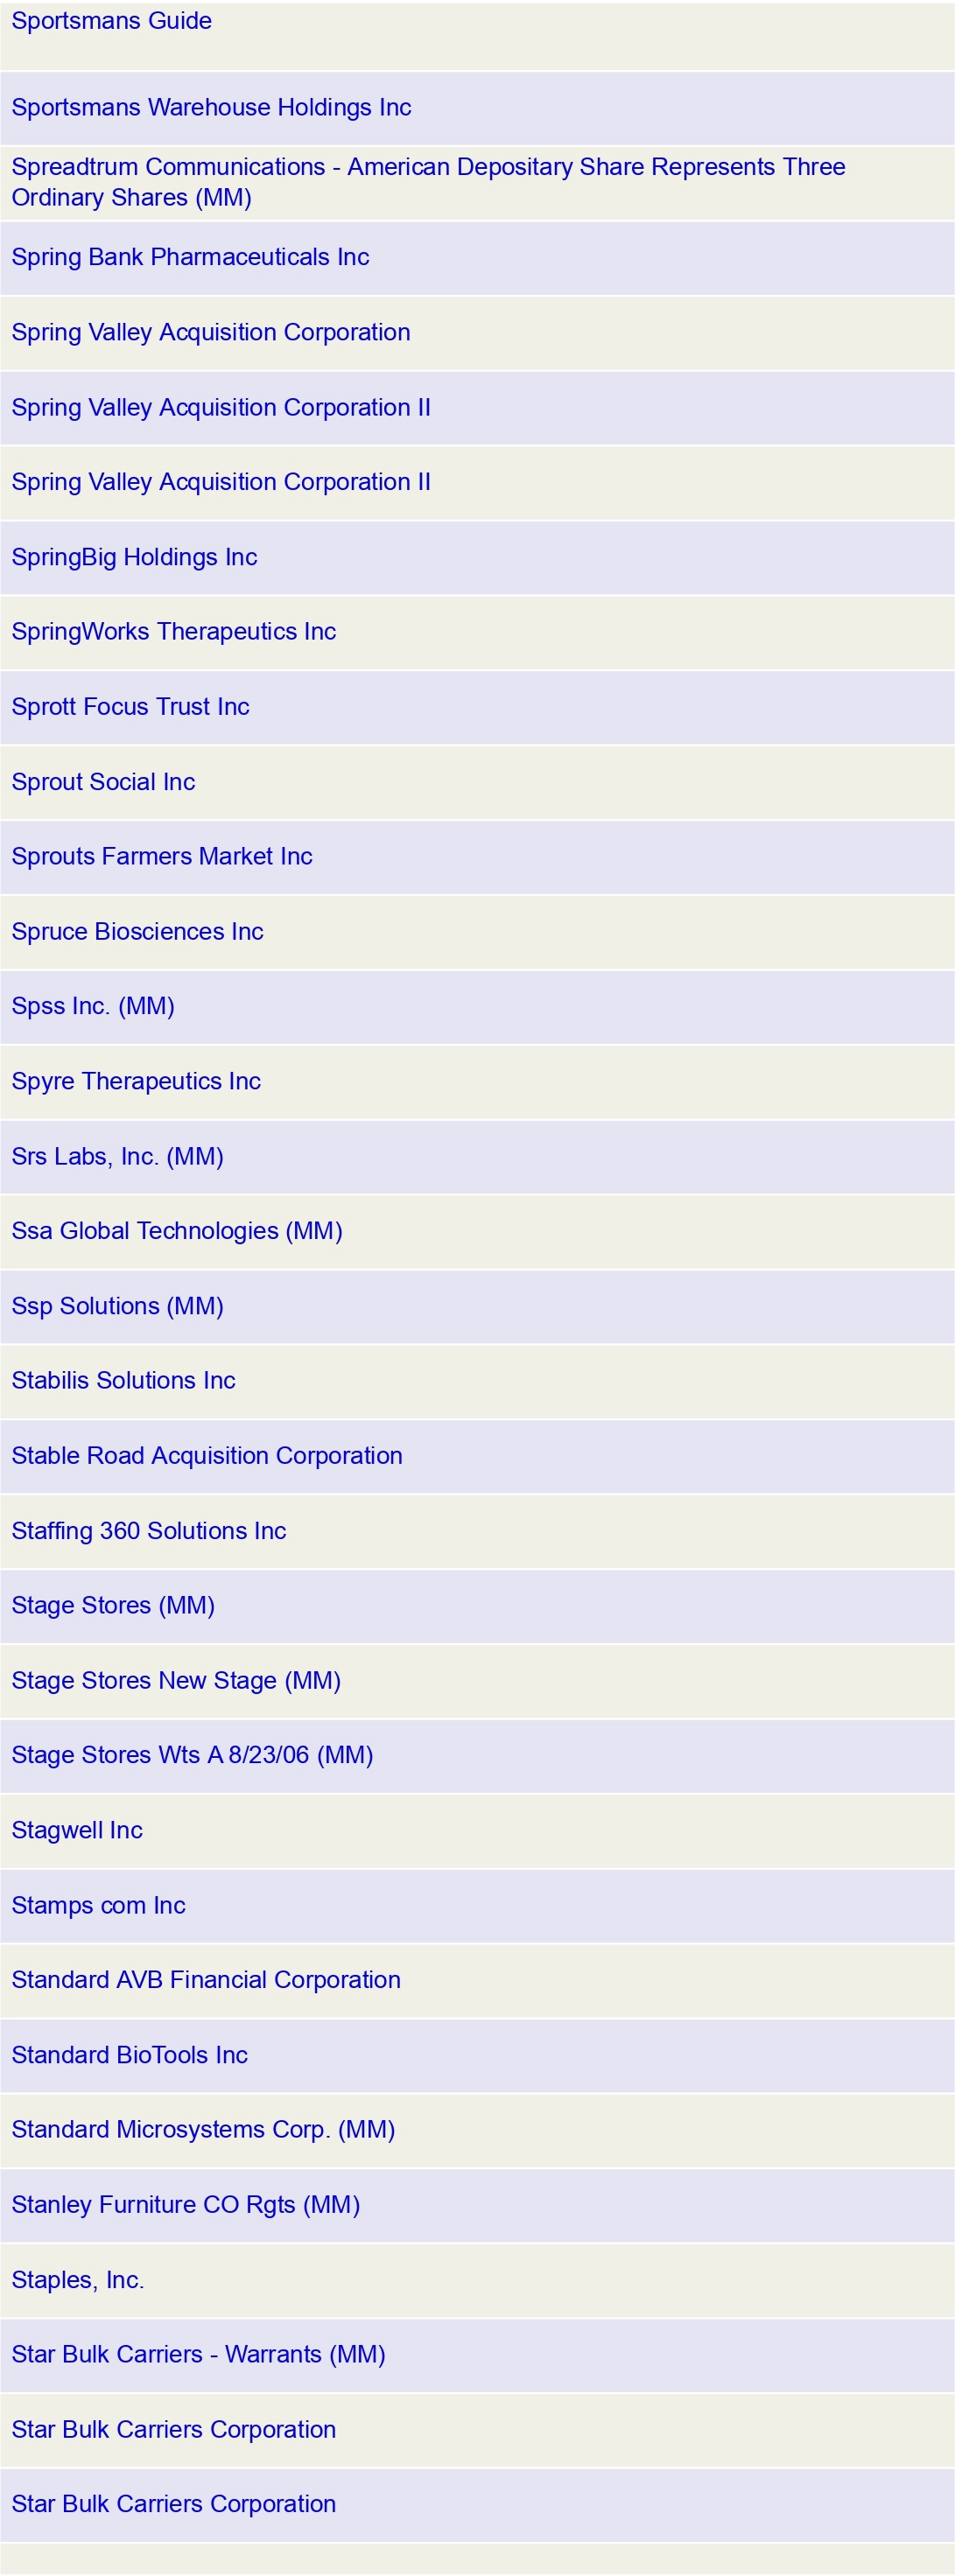 Sportsmans Guide
Sportsmans Warehouse Holdings Inc
Spreadtrum Communications - American Depositary Share Represents Three
Ordinary Shares (MM)
Spring Bank Pharmaceuticals Inc
Spring Valley Acquisition Corporation
Spring Valley Acquisition Corporation II
Spring Valley Acquisition Corporation II
SpringBig Holdings Inc
SpringWorks Therapeutics Inc
Sprott Focus Trust Inc
Sprout Social Inc
Sprouts Farmers Market Inc
Spruce Biosciences Inc
Spss Inc. (MM)
Spyre Therapeutics Inc
Srs Labs, Inc. (MM)
Ssa Global Technologies (MM)
Ssp Solutions (MM)
Stabilis Solutions Inc
Stable Road Acquisition Corporation
Staffing 360 Solutions Inc
Stage Stores (MM)
Stage Stores New Stage (MM)
Stage Stores Wts A 8/23/06 (MM)
Stagwell Inc
Stamps com Inc
Standard AVB Financial Corporation
Standard BioTools Inc
Standard Microsystems Corp. (MM)
Stanley Furniture CO Rgts (MM)
Staples, Inc.
Star Bulk Carriers - Warrants (MM)
Star Bulk Carriers Corporation
Star Bulk Carriers Corporation